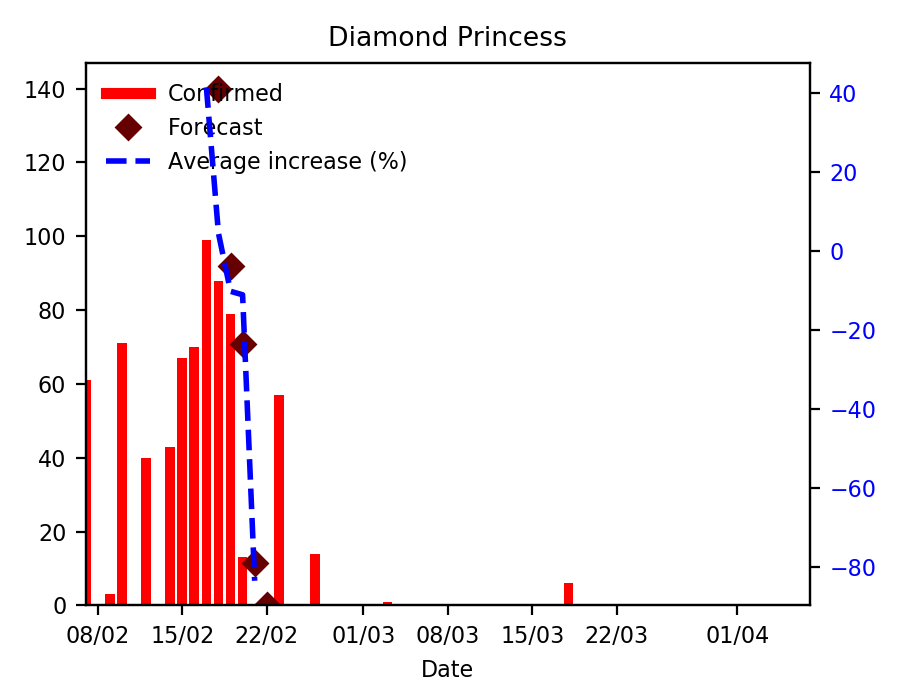 Diamond Princess
Confirmed
Forecast
Average increase (%)
140
120
100
80
60
40
20
0
40
20
0
−20
−40
−60
−80
08/02 15/02 22/02 01/03 08/03 15/03 22/03 01/04
Date